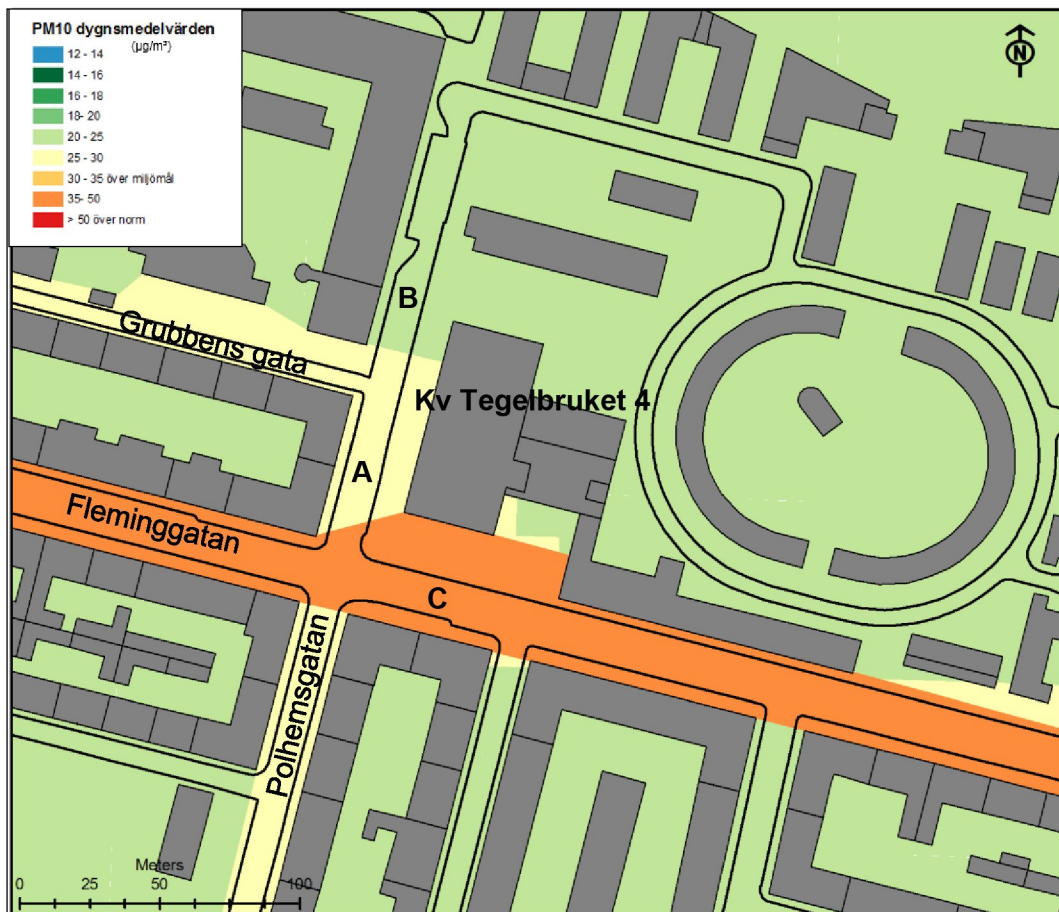 PM10 dygnsmedelvärden
(µg/m³)
12 - 14
14 - 16
16 - 18
18- 20
20 - 25
25 - 30
30 - 35 över miljömål
35- 50
> 50 över norm
N
B
Grubbens gata
Kv Tegelbruket 4
A
Fleminggatan
C
Polhemsgatan
Meters
0 25 50 100